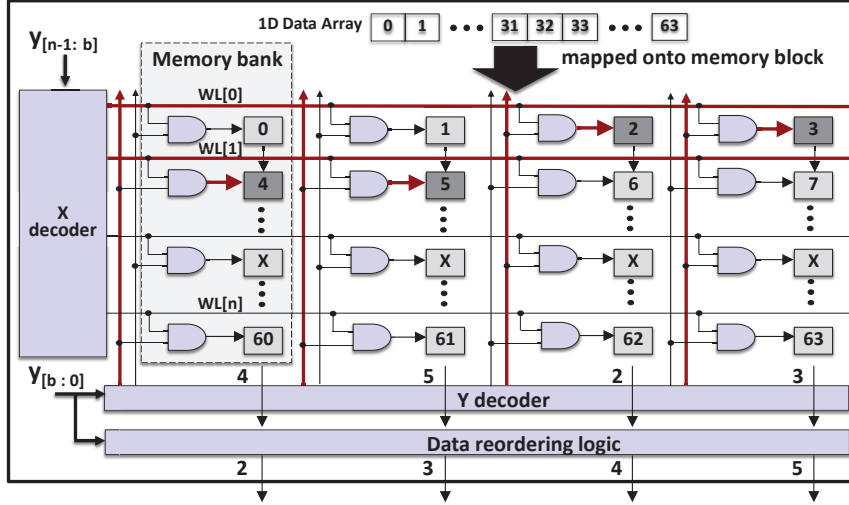 1D Data Array 0 1 ••• 31 32 33 ••• 63
mapped onto memory block
y[n-1: b]
Memory bank
WL[0]
0 1 2 3
WL[1]
4 5 6 7
X
decoder
X X X X
WL[n]
60 61 62 63
y[b : 0]
4 5 2 3
Y decoder
Data reordering logic
2 3 4 5